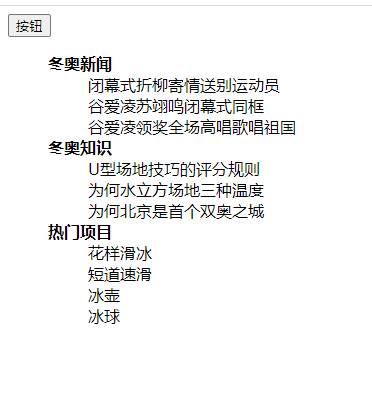 按钮
冬奥新闻
闭幕式折柳寄情送别运动员
谷爱凌苏翊鸣闭幕式同框
谷爱凌领奖全场高唱歌唱祖国
冬奥知识
U型场地技巧的评分规则
为何水立方场地三种温度
为何北京是首个双奥之城
热门项目
花样滑冰
短道速滑
冰壶
冰球